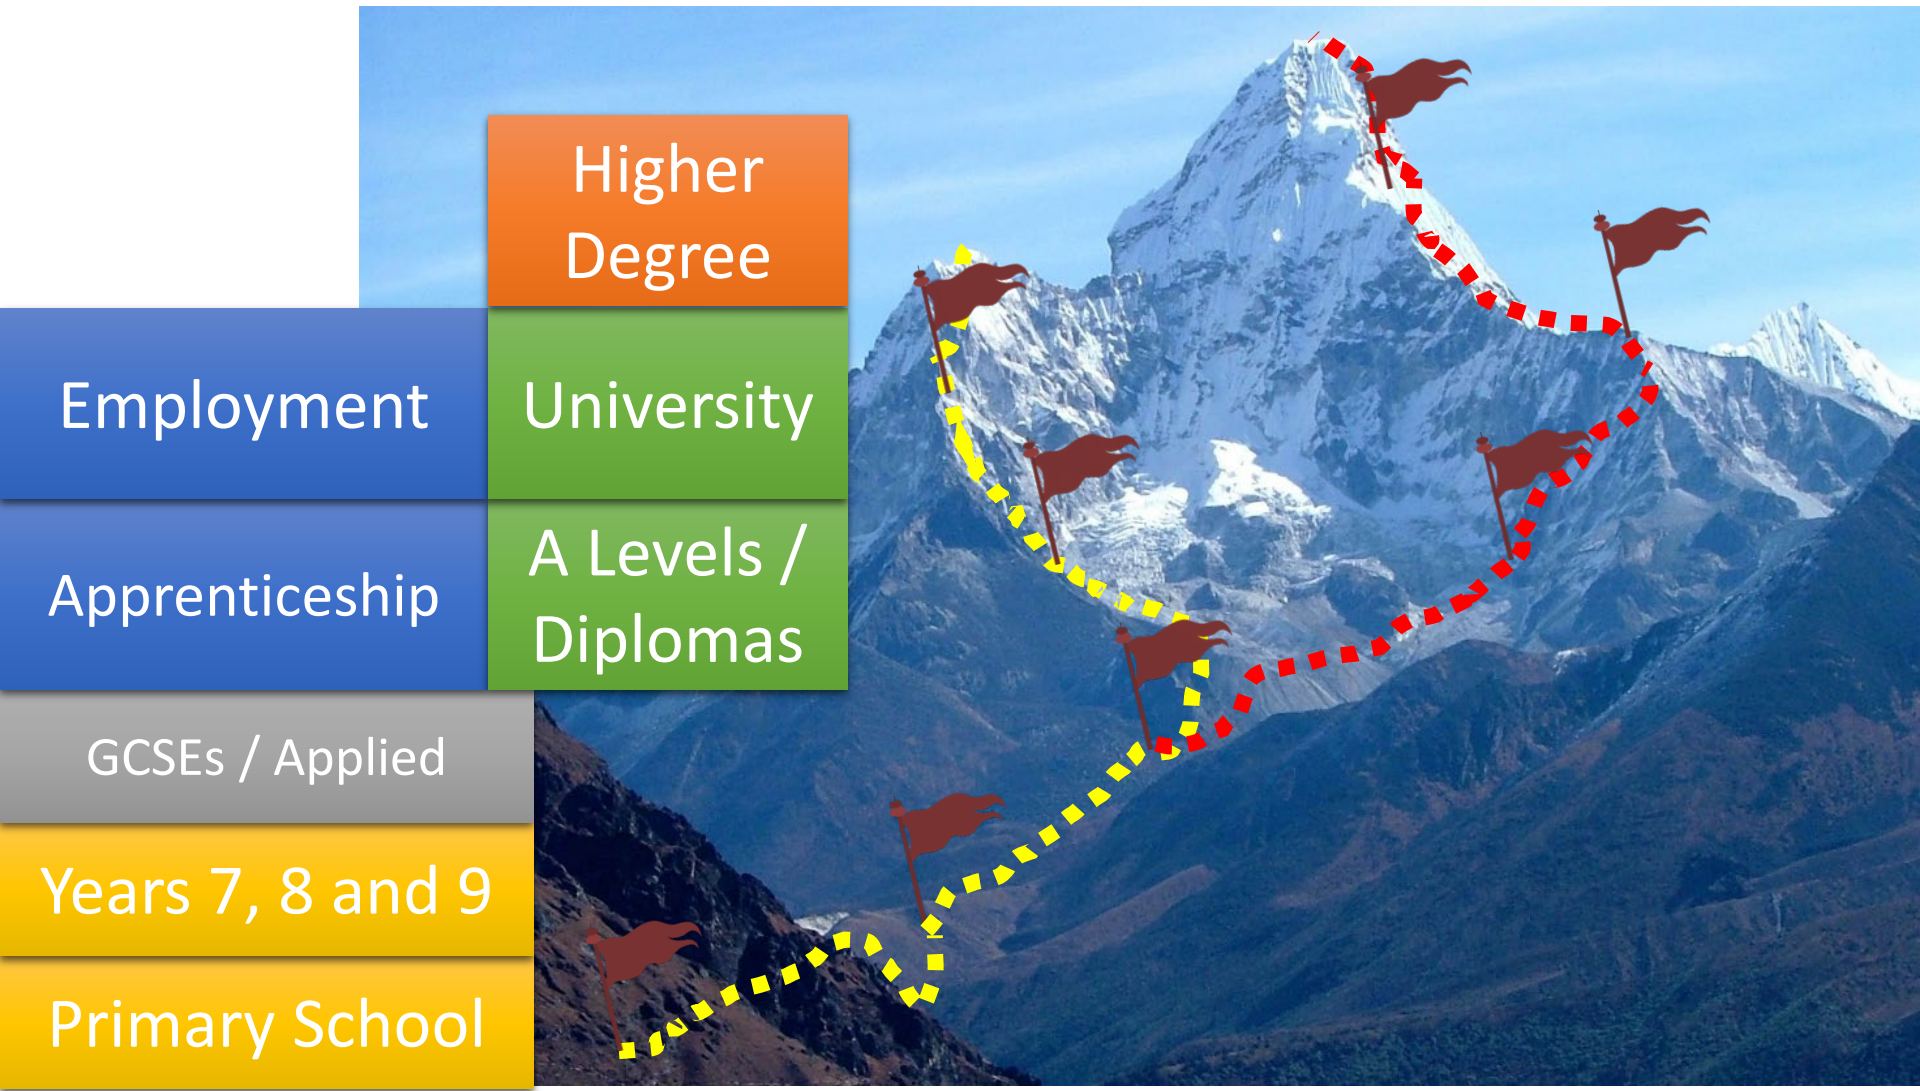 Higher
Degree
Employment
University
Apprenticeship
A Levels /
Diplomas
GCSEs / Applied
Years 7, 8 and 9
Primary School